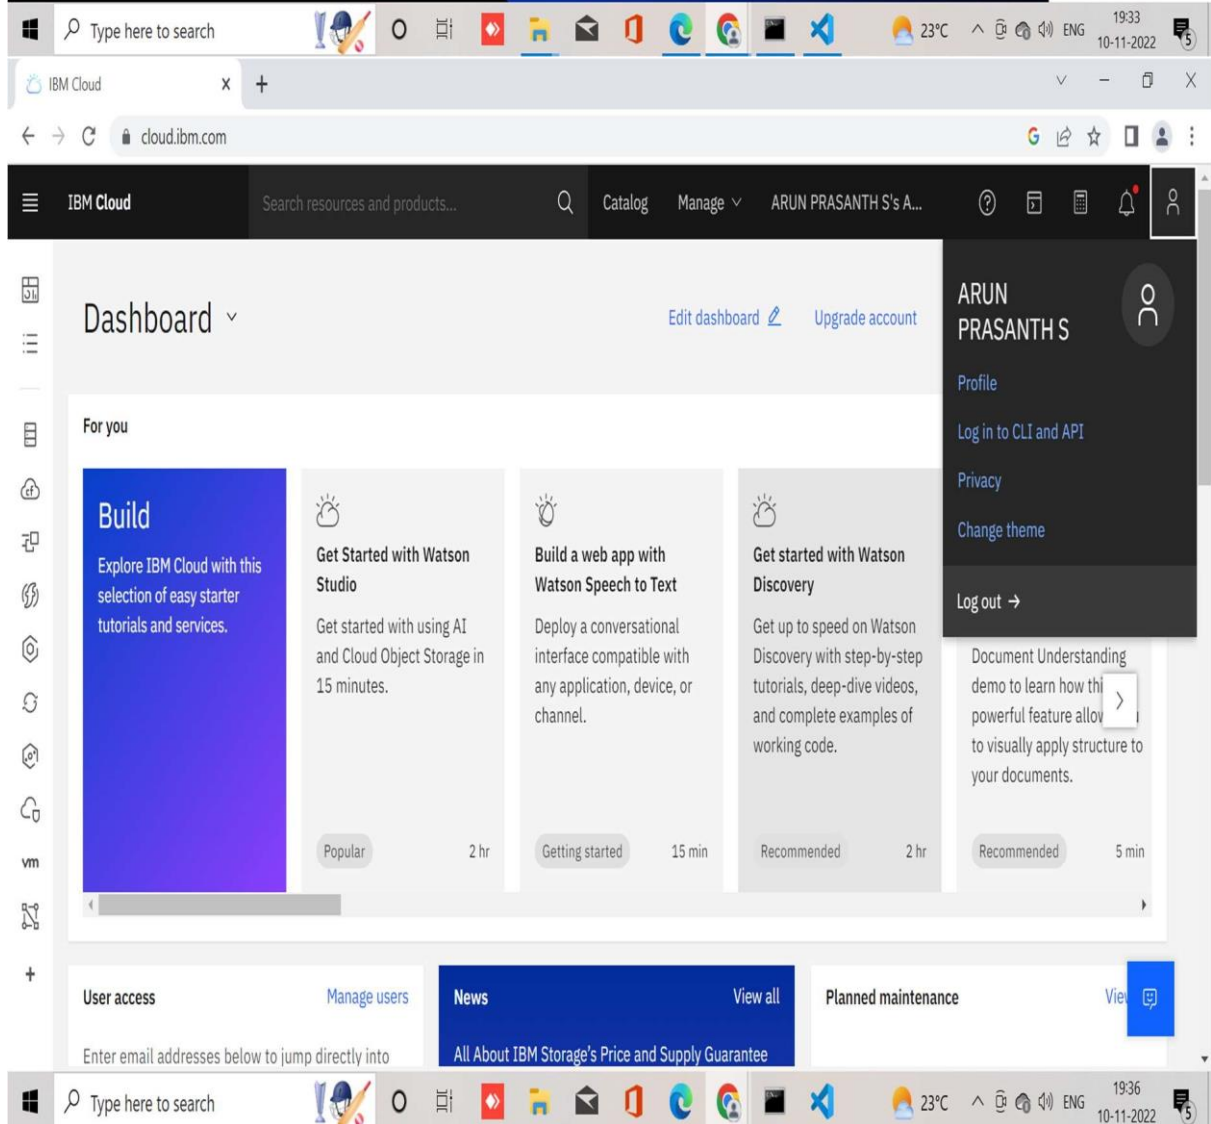 Type here to search
23°C
ENG
19:33
10-11-2022
5
IBM Cloud
cloud.ibm.com
IBM Cloud
Search resources and products...
Catalog
Manage
ARUN PRASANTH S's A...
Dashboard
Edit dashboard
Upgrade account
ARUN
PRASANTH S
Profile
Log in to CLI and API
Privacy
Change theme
Log out →
For you
Build
Explore IBM Cloud with this
selection of easy starter
tutorials and services.
Get Started with Watson
Studio
Get started with using AI
and Cloud Object Storage in
15 minutes.
Popular
2 hr
Build a web app with
Watson Speech to Text
Deploy a conversational
interface compatible with
any application, device, or
channel.
Getting started
15 min
Get started with Watson
Discovery
Get up to speed on Watson
Discovery with step-by-step
tutorials, deep-dive videos,
and complete examples of
working code.
Recommended
2 hr
Document Understanding
demo to learn how thi
powerful feature allow
to visually apply structure to
your documents.
Recommended
5 min
cf
vm
User access
Manage users
Enter email addresses below to jump directly into
News
View all
All About IBM Storage's Price and Supply Guarantee
Planned maintenance
Vie
Type here to search
23°C
ENG
19:36
10-11-2022
5